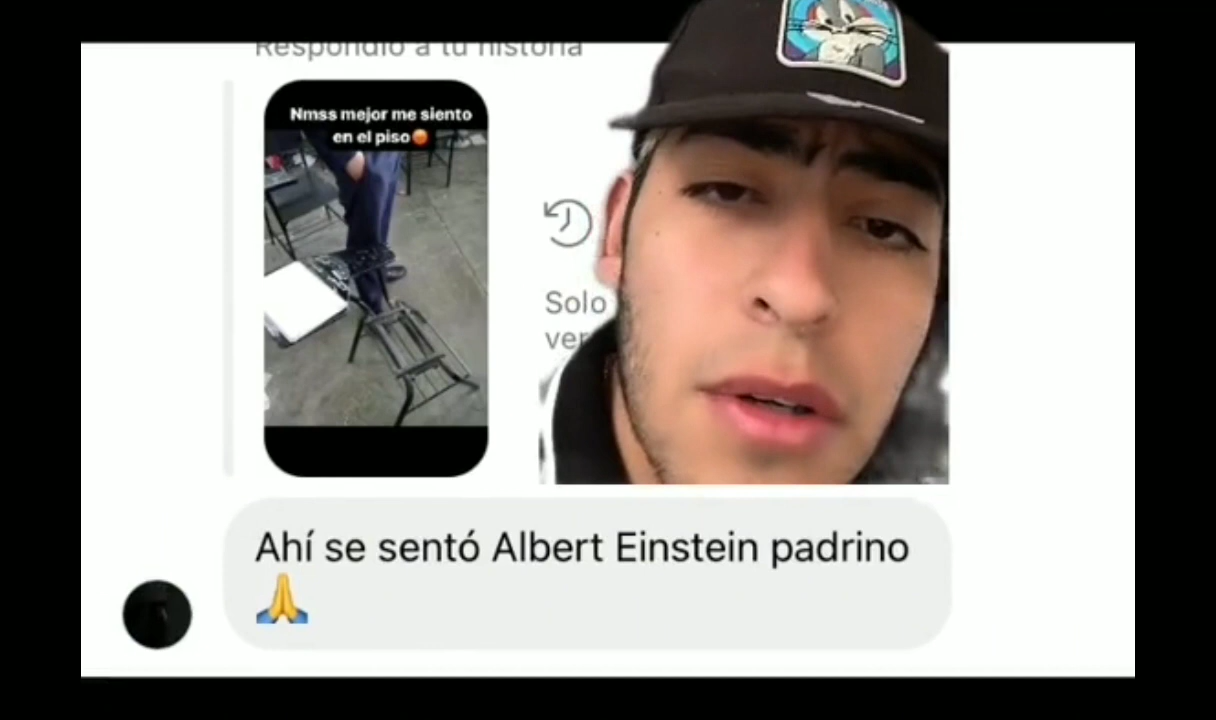 Respondió a tu historia
Nmss mejor me siento
en el piso😡
Solo
ver
Ahí se sentó Albert Einstein padrino
🙏